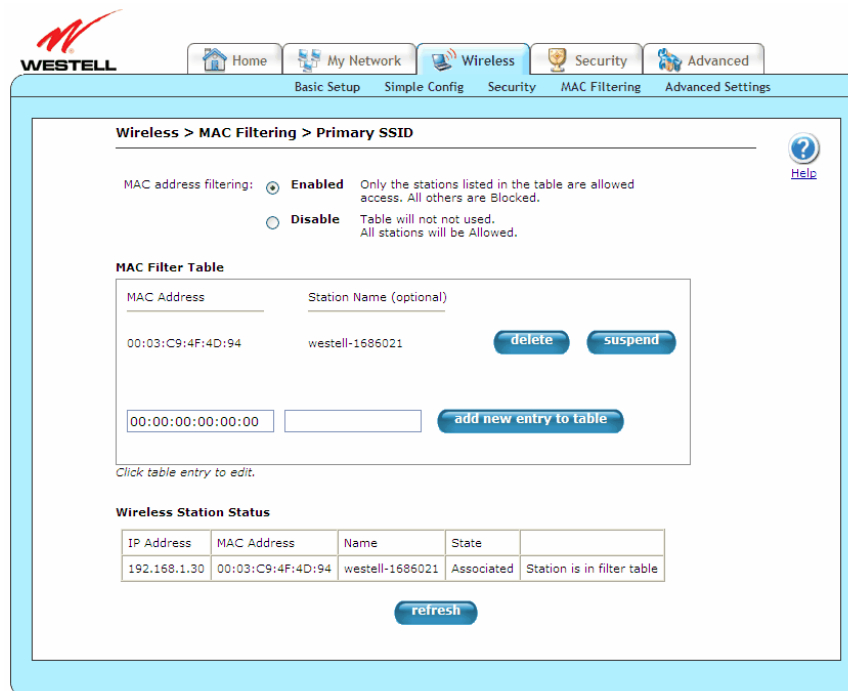 WESTELL
Home
My Network
Wireless
Security
Advanced
Basic Setup
Simple Config
Security
MAC Filtering
Advanced Settings
Wireless > MAC Filtering > Primary SSID
Help
MAC address filtering:
Enabled
Only the stations listed in the table are allowed
access. All others are Blocked.
Disable
Table will not not used.
All stations will be Allowed.
MAC Filter Table
MAC Address
Station Name (optional)
00:03:C9:4F:4D:94
westell-1686021
delete
suspend
00:00:00:00:00:00
add new entry to table
Click table entry to edit.
Wireless Station Status
IP Address
MAC Address
Name
State
192.168.1.30
00:03:C9:4F:4D:94
westell-1686021
Associated
Station is in filter table
refresh